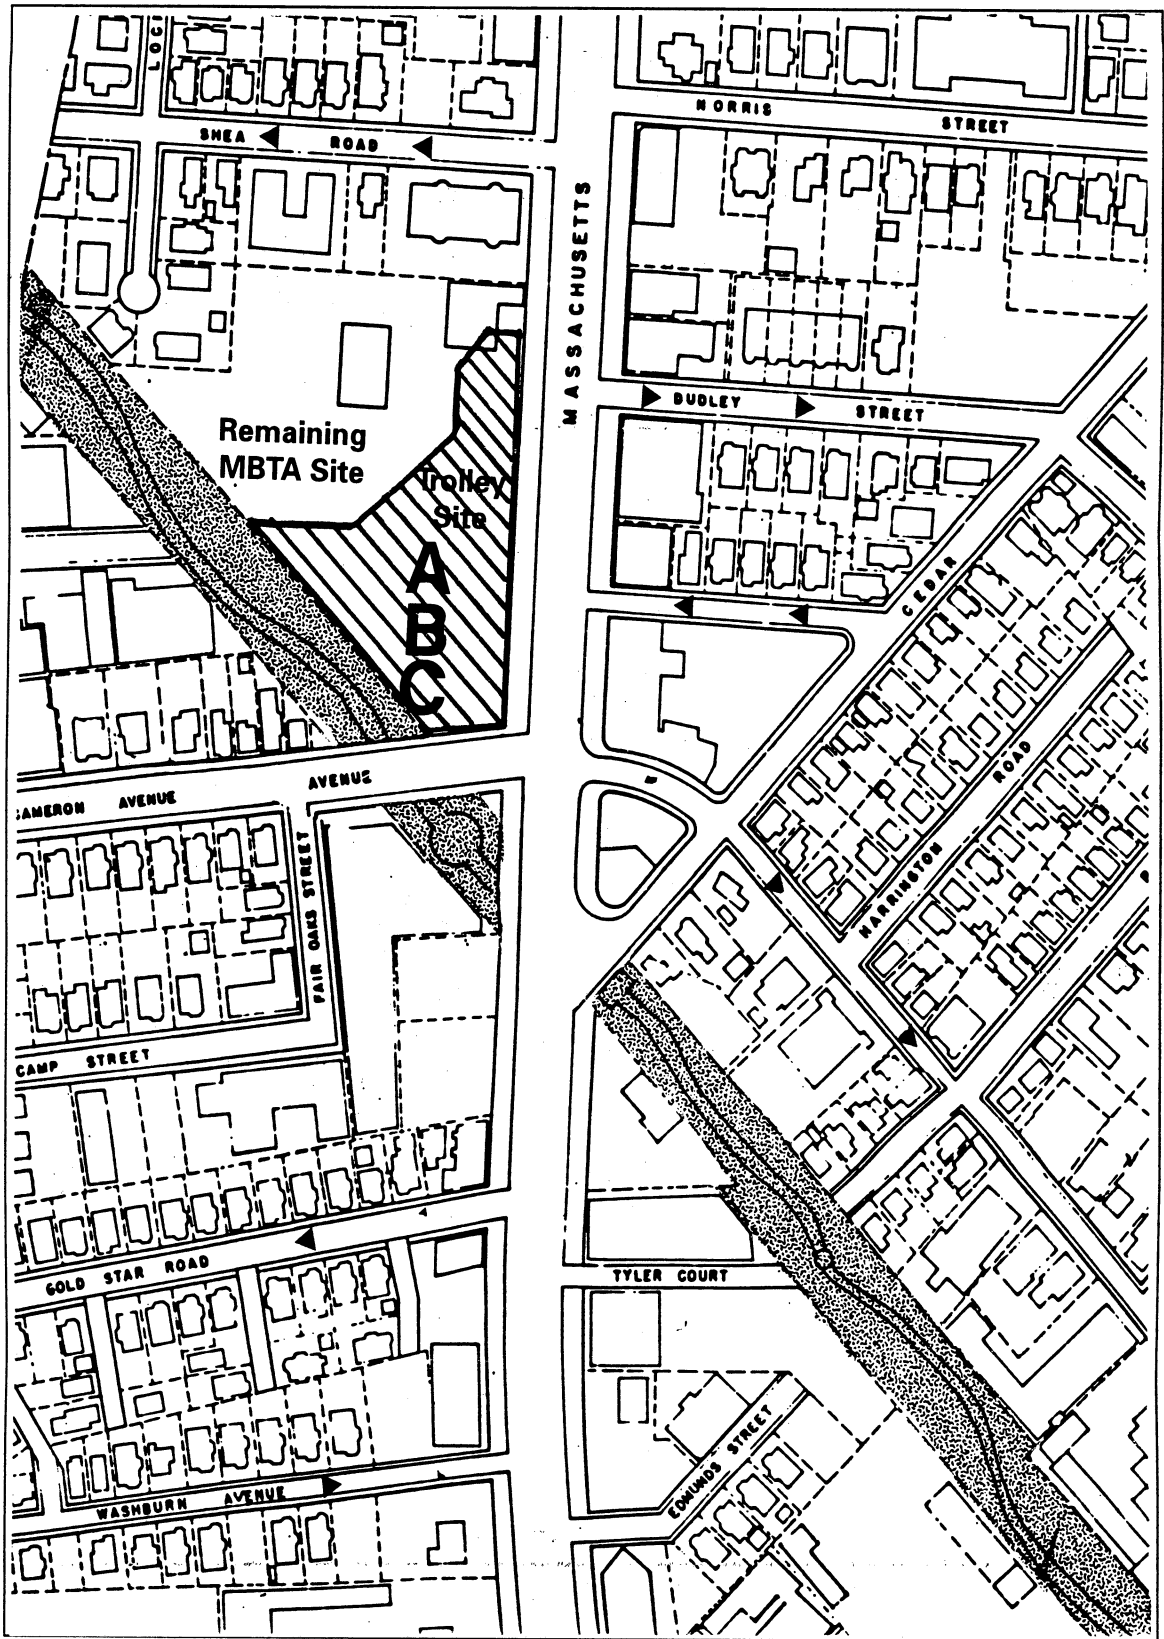 LOC
NORRIS STREET
SHEA ROAD
MASSACHUSETTS
DUDLEY STREET
Remaining
MBTA Site
Trolley
Site
A
B
C
CEDAR
HARRINGTON ROAD
CAMERON AVENUE
AVENUE
FAIR OAKS STREET
CAMP STREET
GOLD STAR ROAD
TYLER COURT
EDMUNDS STREET
WASHBURN AVENUE